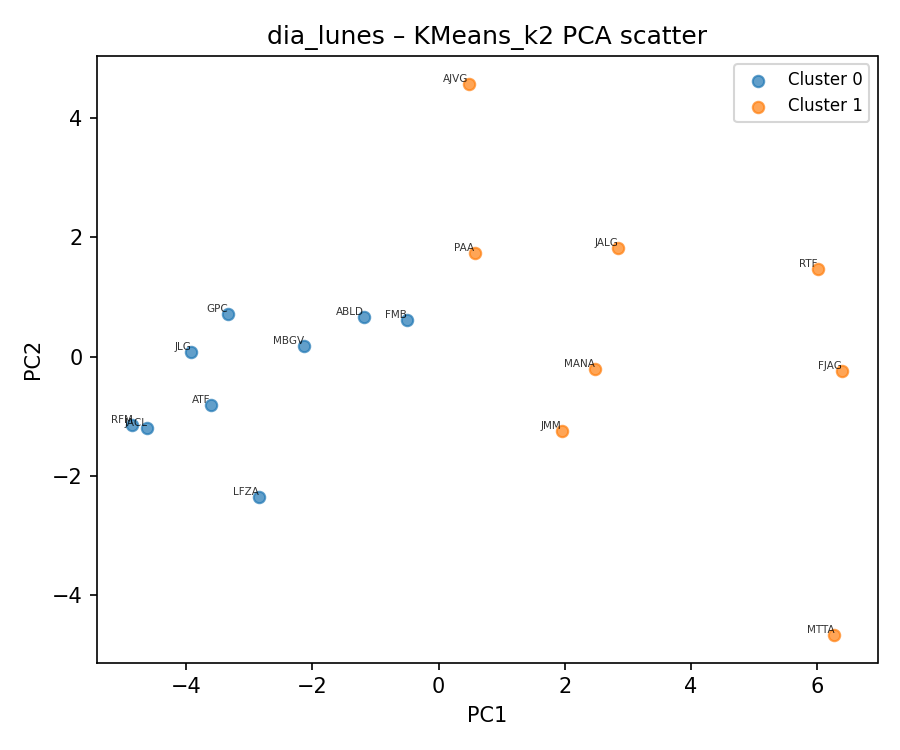 dia_lunes – KMeans_k2 PCA scatter
Cluster 0
Cluster 1
AJVG
PAA
JALG
RTF
GPC
ABLD
FMB
MBGV
JLG
MANA
FJAG
ATF
RFM
JACL
JMM
LFZA
MTTA
4
2
0
−2
−4
PC2
−4
−2
0
2
4
6
PC1